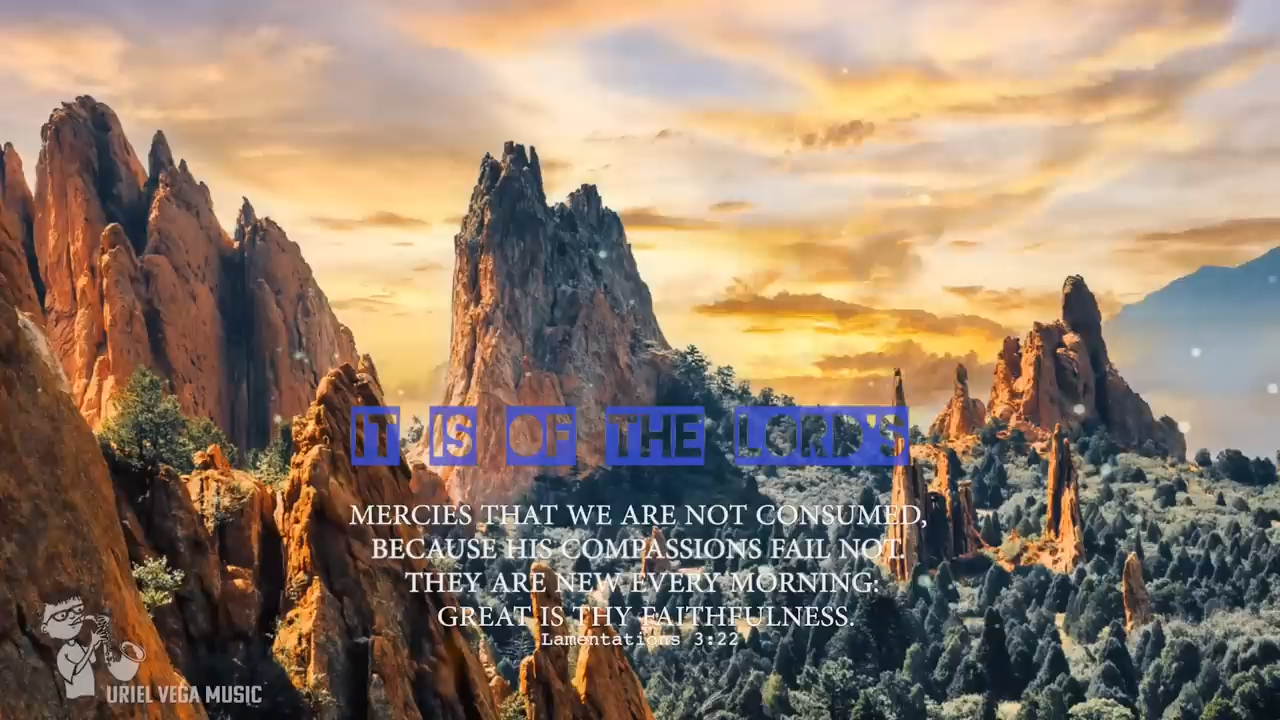 IT IS OF THE LORD'S
MERCIES THAT WE ARE NOT CONSUMED,
BECAUSE HIS COMPASSIONS FAIL NOT.
THEY ARE NEW EVERY MORNING:
GREAT IS THY FAITHFULNESS.
Lamentations 3:22
URIEL VEGA MUSIC